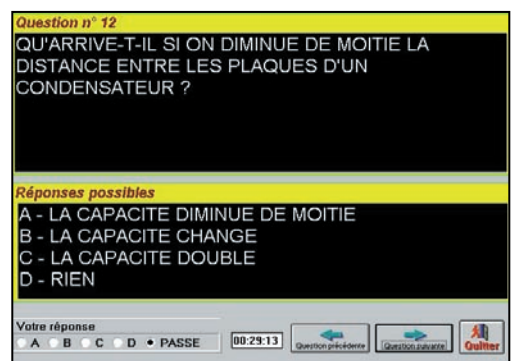 Question n° 12
QU'ARRIVE-T-IL SI ON DIMINUE DE MOITIE LA
DISTANCE ENTRE LES PLAQUES D'UN
CONDENSATEUR ?
Réponses possibles
A - LA CAPACITE DIMINUE DE MOITIE
B - LA CAPACITE CHANGE
C - LA CAPACITE DOUBLE
D - RIEN
Votre réponse
A B C D PASSE
00:29:13
Question précédente
Question suivante
Quitter